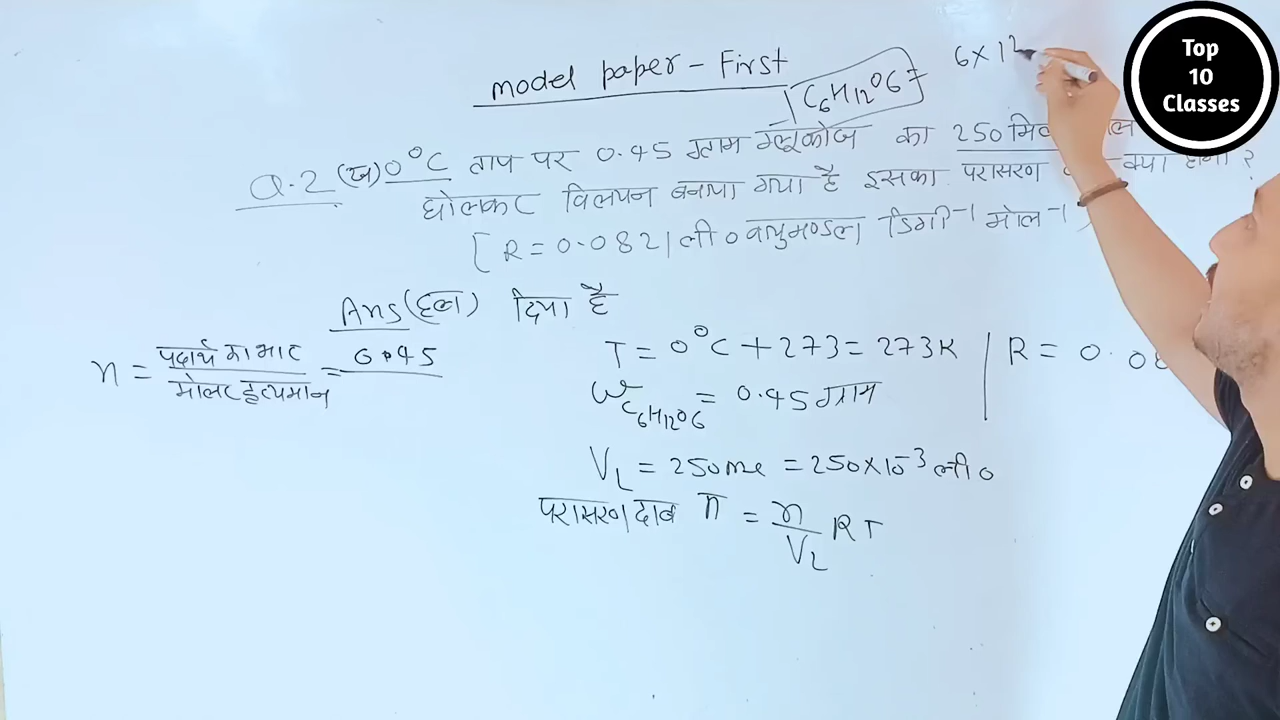 Top
10
Classes
model paper - First
C6H12O6 = 6×12
Q.2 (ख) 0°C ताप पर 0.45 ग्राम ग्लूकोज का 250 मि
घोलकर विलयन बनाया गया है इसका परासरण क्या होगा?
[R = 0.0821 ली० वायुमण्डल डिग्री⁻¹ मोल⁻¹)
Ans (हल) दिया है
n = पदार्थ का भार / मोलर द्रव्यमान = 0.45
T = 0°C + 273 = 273K | R = 0.08
W C6H12O6 = 0.45 ग्राम
VL = 250ml = 250×10⁻³ ली०
परासरण दाब π = n/VL RT